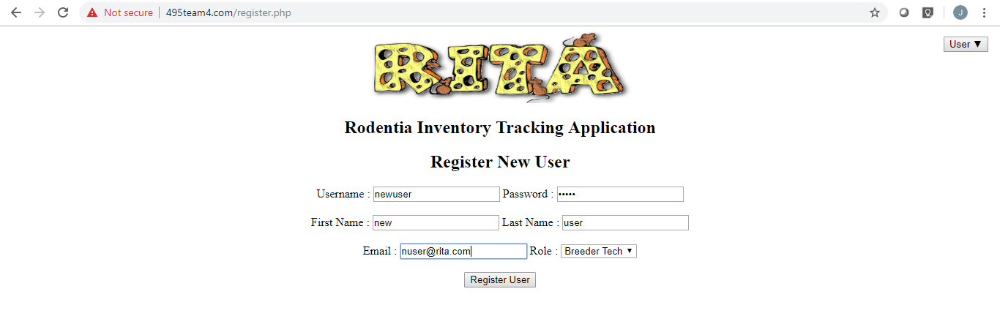 Not secure 495team4.com/register.php J
RITA
User ▼
Rodentia Inventory Tracking Application
Register New User
Username : newuser Password : •••••
First Name : new Last Name : user
Email : nuser@rita.com Role : Breeder Tech ▼
Register User